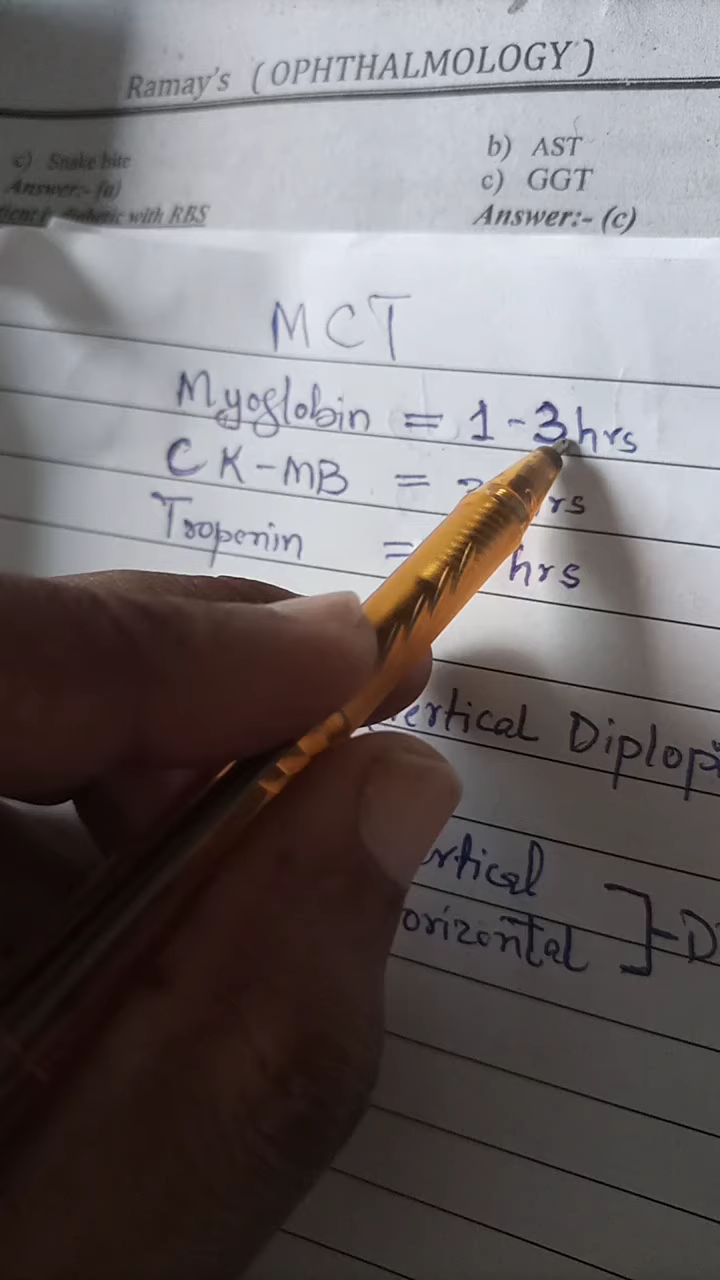 Ramay's (OPHTHALMOLOGY)
c) Snake bite
Answer:- (a)
with RBS
b) AST
c) GGT
Answer:- (c)
MCT
Myoglobin = 1-3hrs
CK-MB = rs
Troponin = hrs
ertical Diplop
rtical
orizontal
D